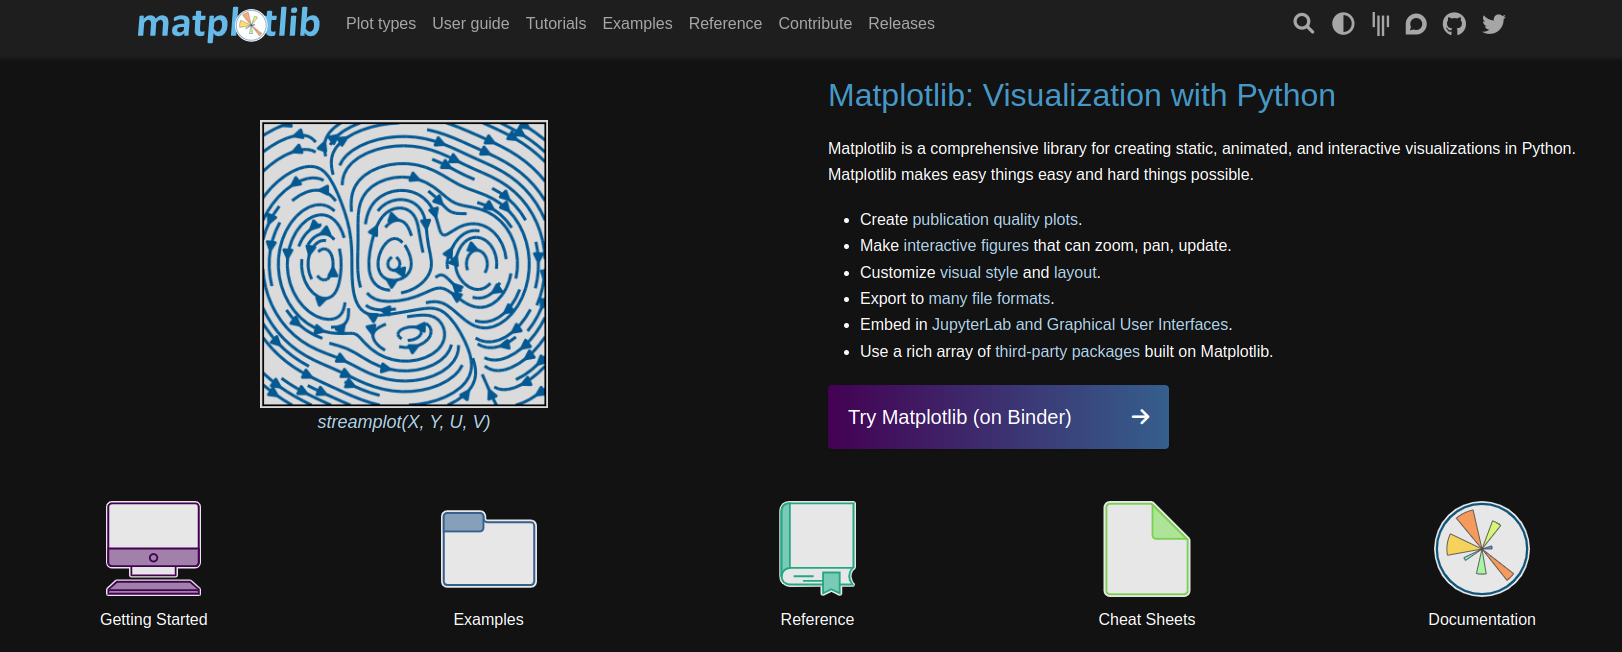 matplotlib Plot types User guide Tutorials Examples Reference Contribute Releases
Matplotlib: Visualization with Python
Matplotlib is a comprehensive library for creating static, animated, and interactive visualizations in Python.
Matplotlib makes easy things easy and hard things possible.
• Create publication quality plots.
• Make interactive figures that can zoom, pan, update.
• Customize visual style and layout.
• Export to many file formats.
• Embed in JupyterLab and Graphical User Interfaces.
• Use a rich array of third-party packages built on Matplotlib.
streamplot(X, Y, U, V)
Try Matplotlib (on Binder)
Getting Started Examples Reference Cheat Sheets Documentation